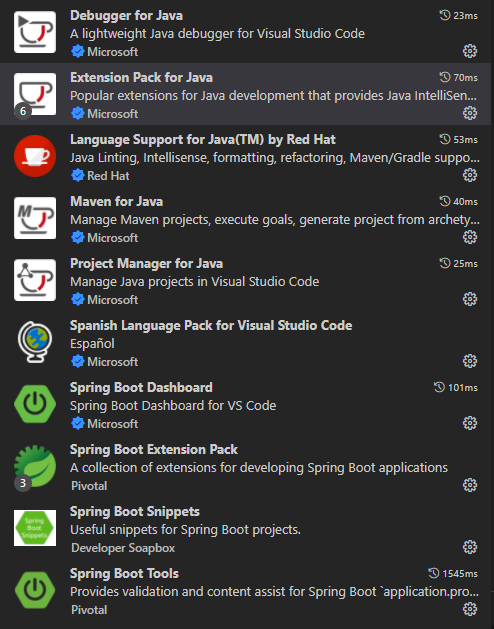 Debugger for Java 23ms
A lightweight Java debugger for Visual Studio Code
Microsoft
Extension Pack for Java 70ms
Popular extensions for Java development that provides Java IntelliSen...
6 Microsoft
Language Support for Java(TM) by Red Hat 53ms
Java Linting, Intellisense, formatting, refactoring, Maven/Gradle suppo...
Red Hat
Maven for Java 40ms
Manage Maven projects, execute goals, generate project from archety...
Microsoft
Project Manager for Java 25ms
Manage Java projects in Visual Studio Code
Microsoft
Spanish Language Pack for Visual Studio Code
Español
Microsoft
Spring Boot Dashboard 101ms
Spring Boot Dashboard for VS Code
Microsoft
Spring Boot Extension Pack
A collection of extensions for developing Spring Boot applications
3 Pivotal
Spring Boot Snippets
Spring Boot Snippets
Useful snippets for Spring Boot projects.
Developer Soapbox
Spring Boot Tools 1545ms
Provides validation and content assist for Spring Boot `application.pro...
Pivotal